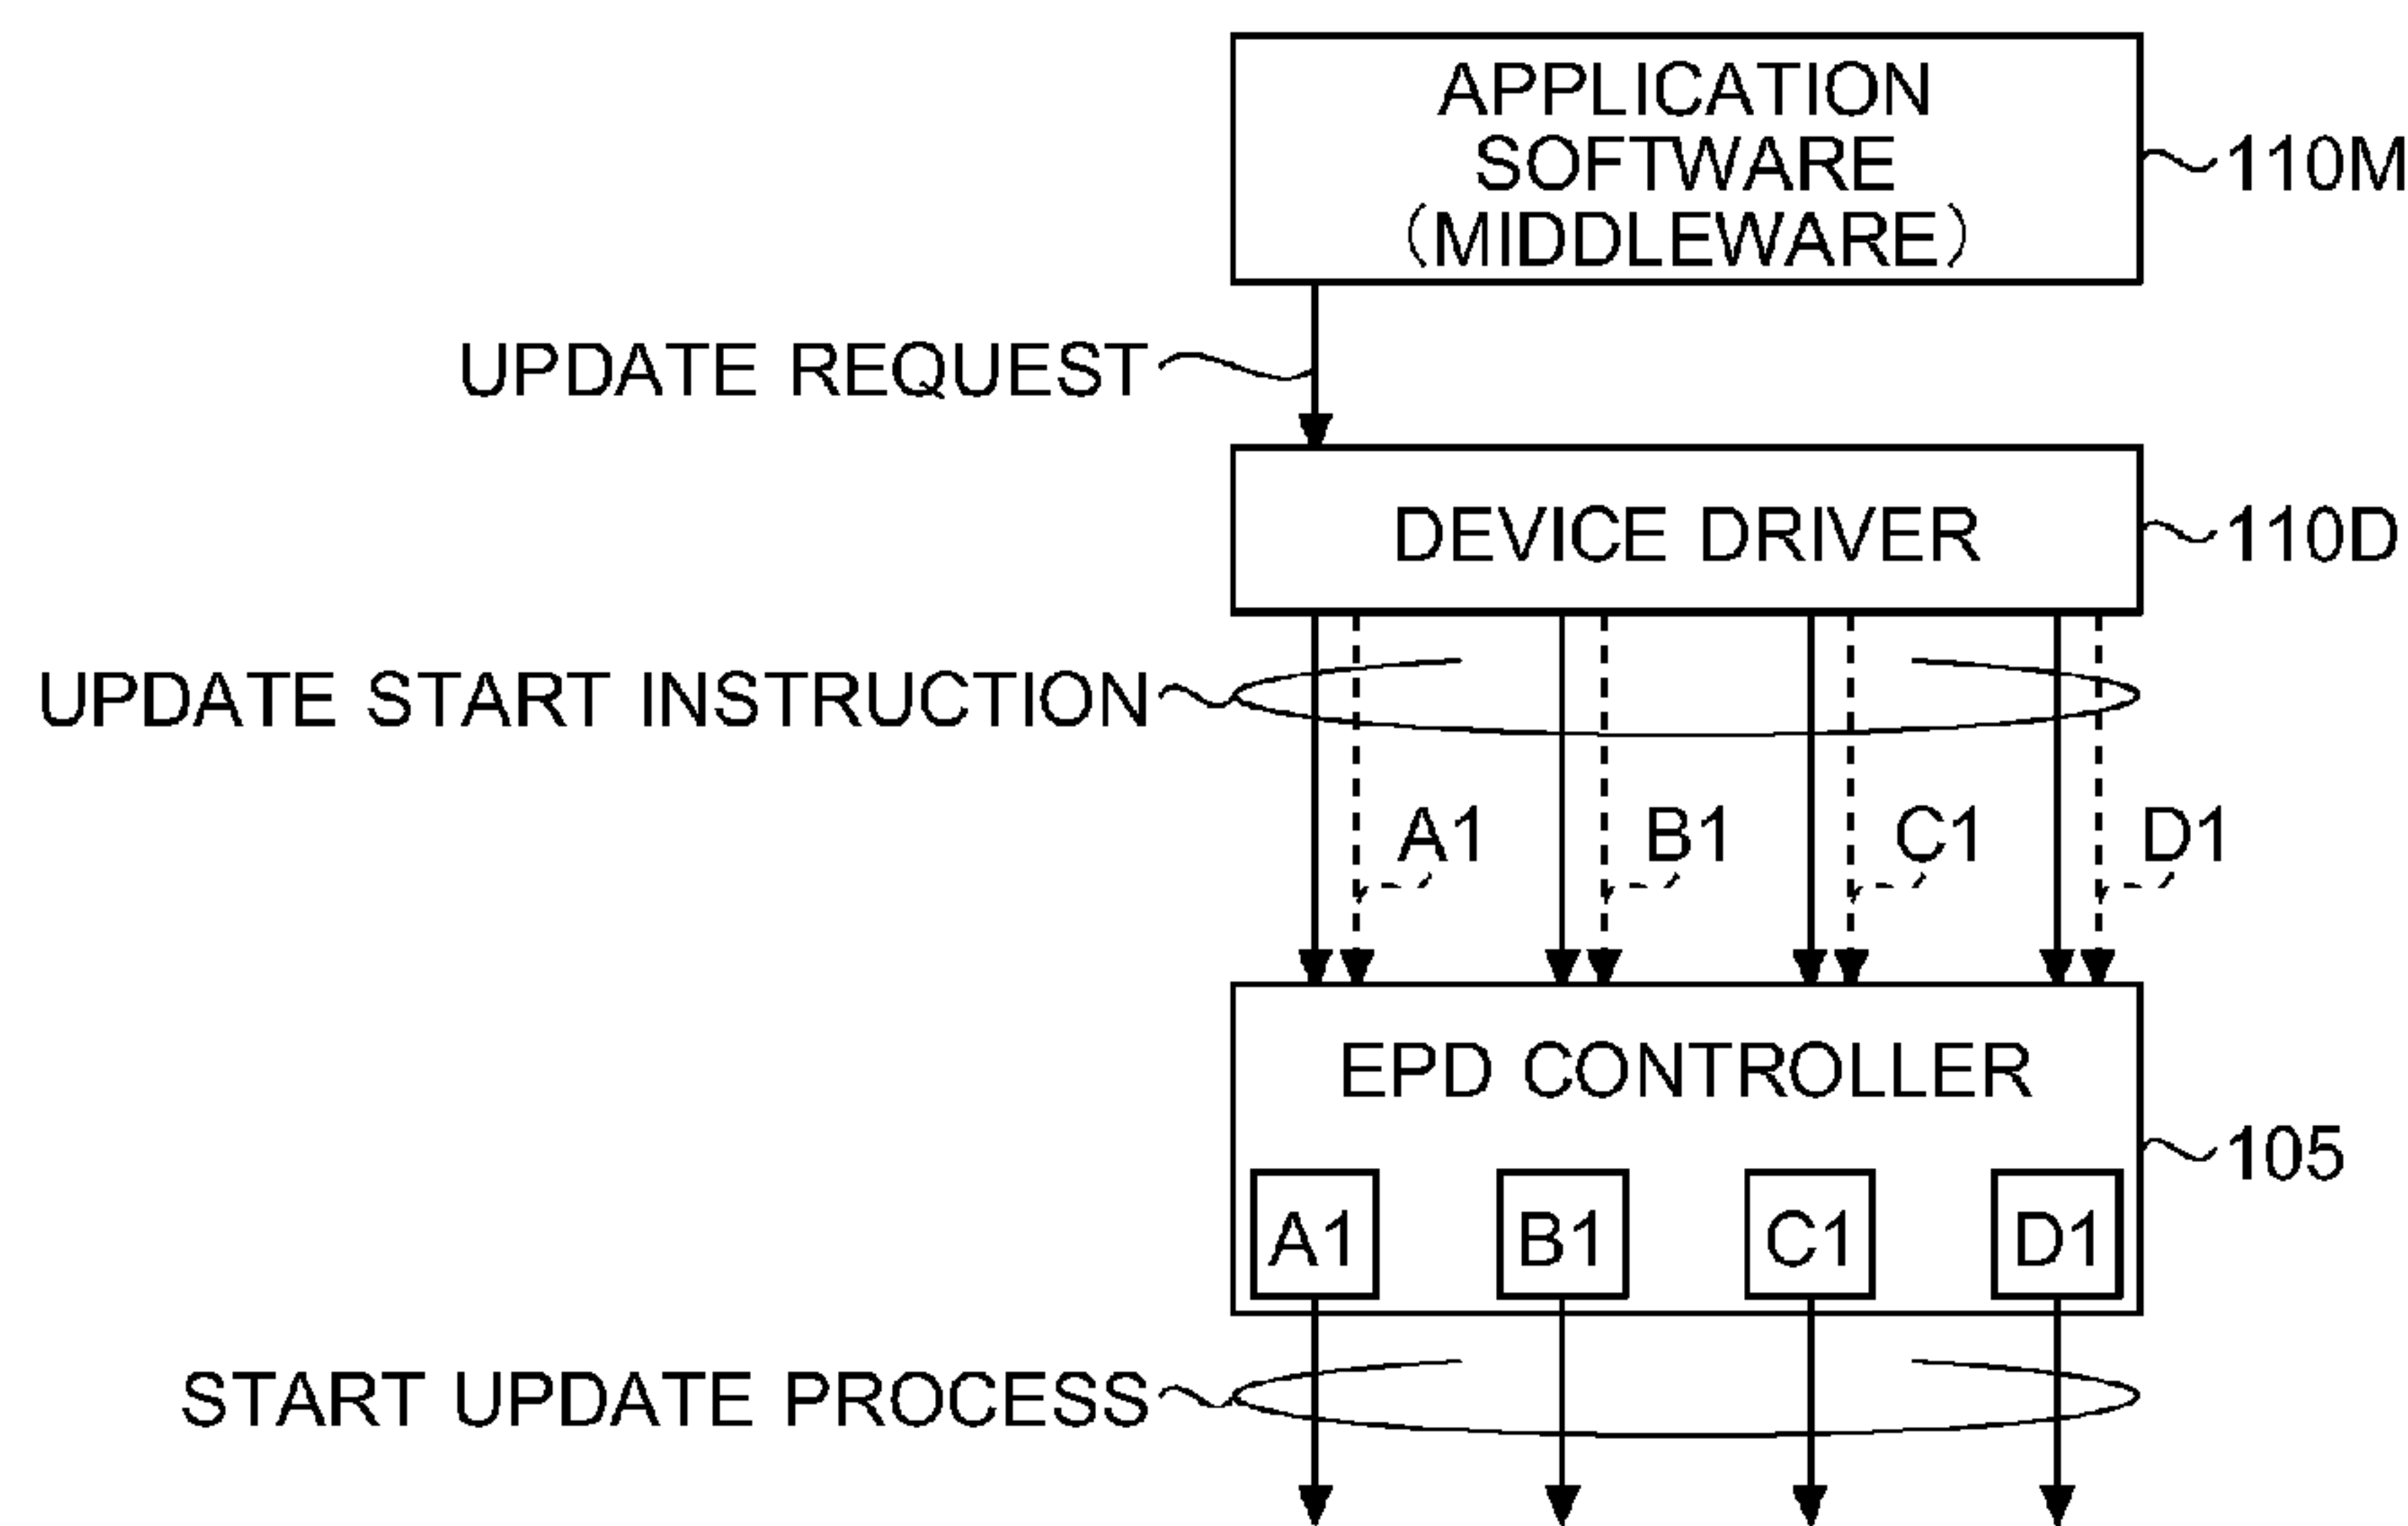 APPLICATION
SOFTWARE
(MIDDLEWARE)
110M
UPDATE REQUEST
DEVICE DRIVER
110D
UPDATE START INSTRUCTION
A1
B1
C1
D1
EPD CONTROLLER
105
A1
B1
C1
D1
START UPDATE PROCESS